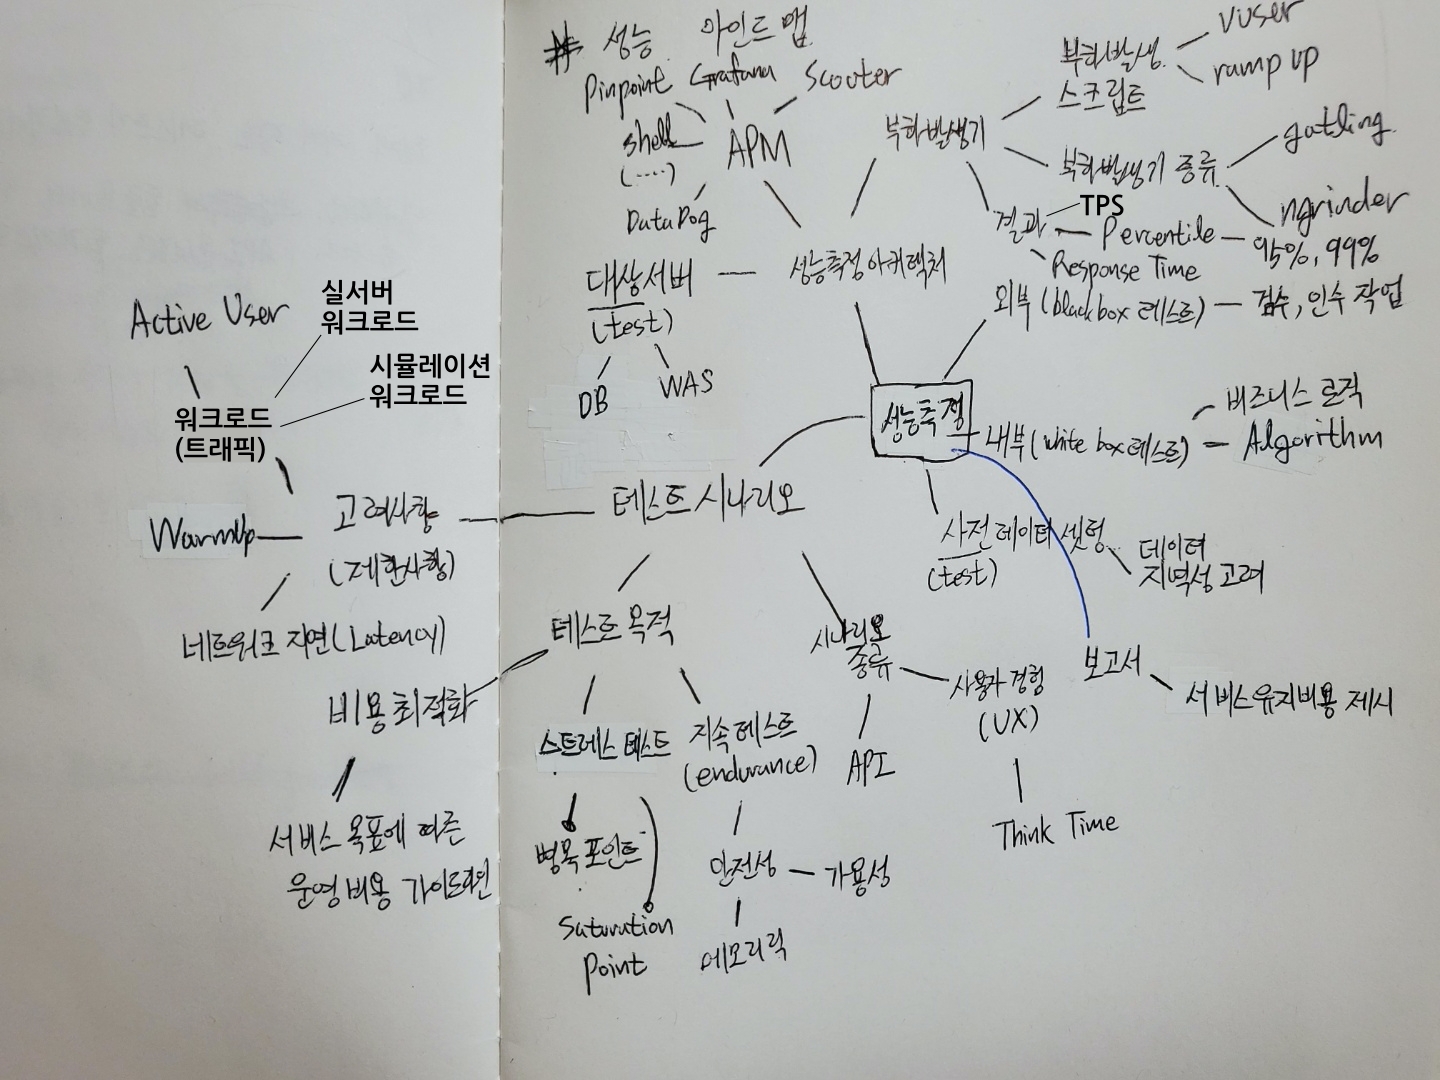 # 성능 마인드 맵
Pinpoint Grafana Scouter
shell
(.....)
APM
DataDog
부하발생기
부하발생
스크립트
vuser
ramp up
부하발생기 종류
gatling
ngrinder
결과
TPS
Percentile
95%, 99%
Response Time
대상서버
(test)
DB
WAS
성능측정 아키텍처
외부 (black box 테스트)
검수, 인수 작업
성능측정
내부 (white box 테스트)
비즈니스 로직
Algorithm
Active User
실서버
워크로드
시뮬레이션
워크로드
워크로드
(트래픽)
WarmUp
고려사항
(제한사항)
네트워크 지연(Latency)
테스트 시나리오
사전 데이터 셋팅
(test)
데이터
지역성 고려
보고서
서비스유지비용 제시
테스트 목적
비용 최적화
서비스 목표에 따른
운영 비용 가이드라인
스트레스 테스트
병목 포인트
Saturation
Point
지속 테스트
(endurance)
안전성
가용성
메모리 릭
시나리오
종류
API
사용자 경험
(UX)
Think Time